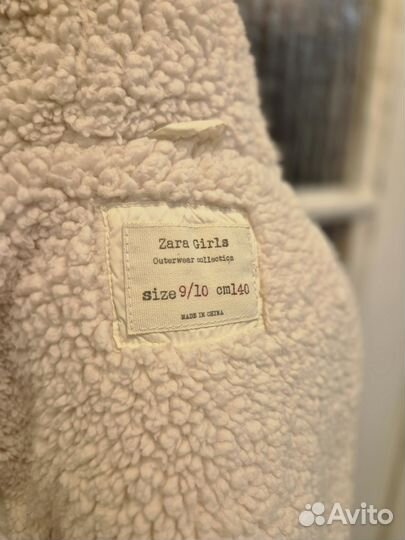 Zara Girls
Outerwear collection
size 9/10 cm140
MADE IN CHINA
Avito